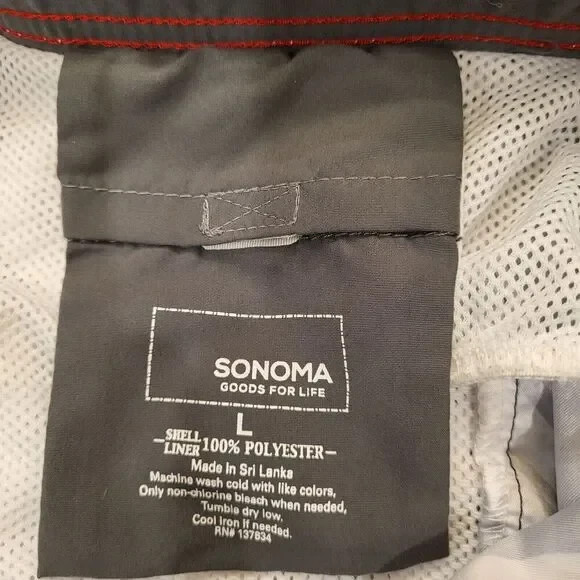 SONOMA
GOODS FOR LIFE
L
SHELL
LINER 100% POLYESTER
Made in Sri Lanka
Machine wash cold with like colors,
Only non-chlorine bleach when needed,
Tumble dry low,
Cool iron if needed.
RN# 137834